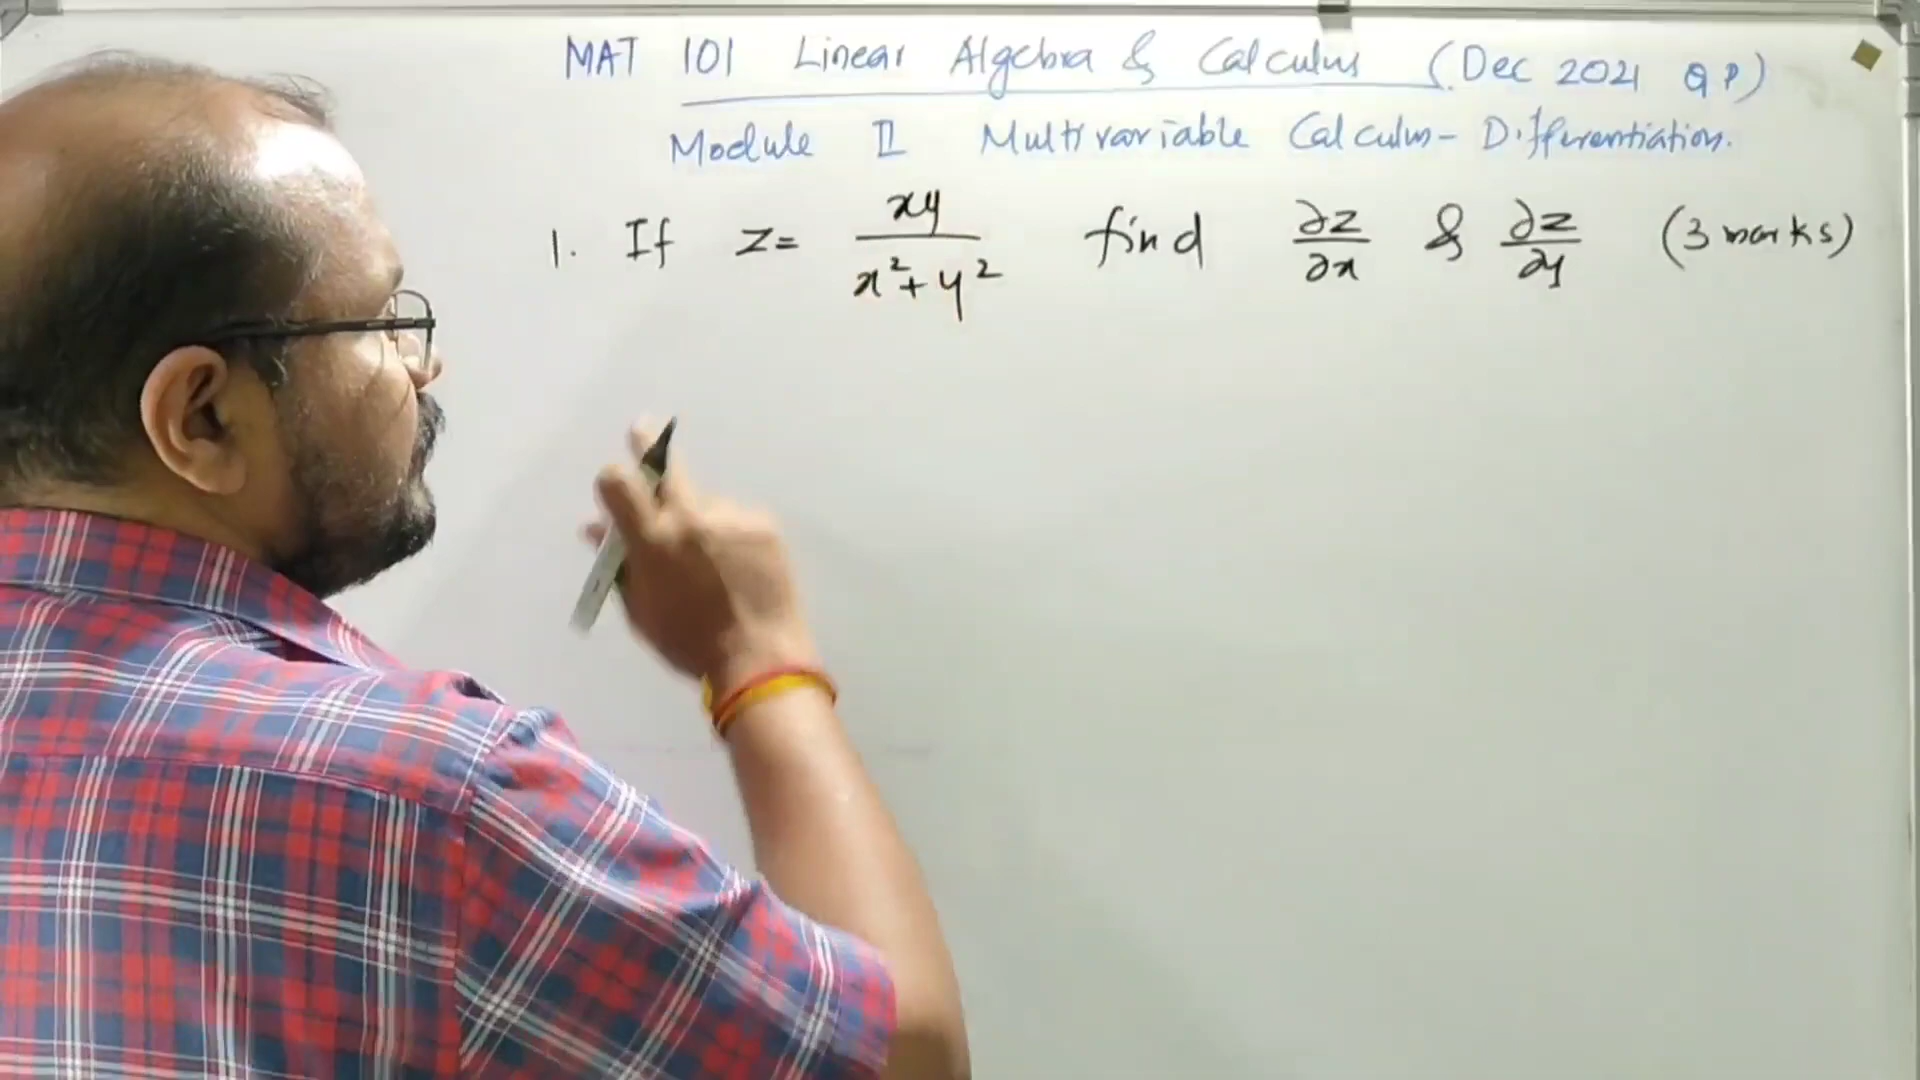 MAT 101 Linear Algebra & Calculus (Dec 2021 QP)
Module II Multivariable Calculus - Differentiation.
1. If z = xy / x²+y² find ∂z/∂x & ∂z/∂y (3 marks)